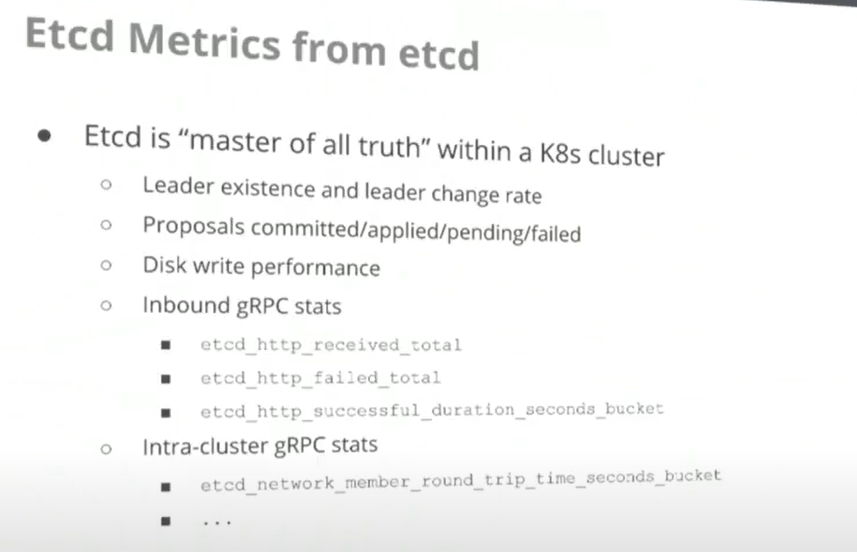 Etcd Metrics from etcd
● Etcd is “master of all truth” within a K8s cluster
○ Leader existence and leader change rate
○ Proposals committed/applied/pending/failed
○ Disk write performance
○ Inbound gRPC stats
■ etcd_http_received_total
■ etcd_http_failed_total
■ etcd_http_successful_duration_seconds_bucket
○ Intra-cluster gRPC stats
■ etcd_network_member_round_trip_time_seconds_bucket
■ ...